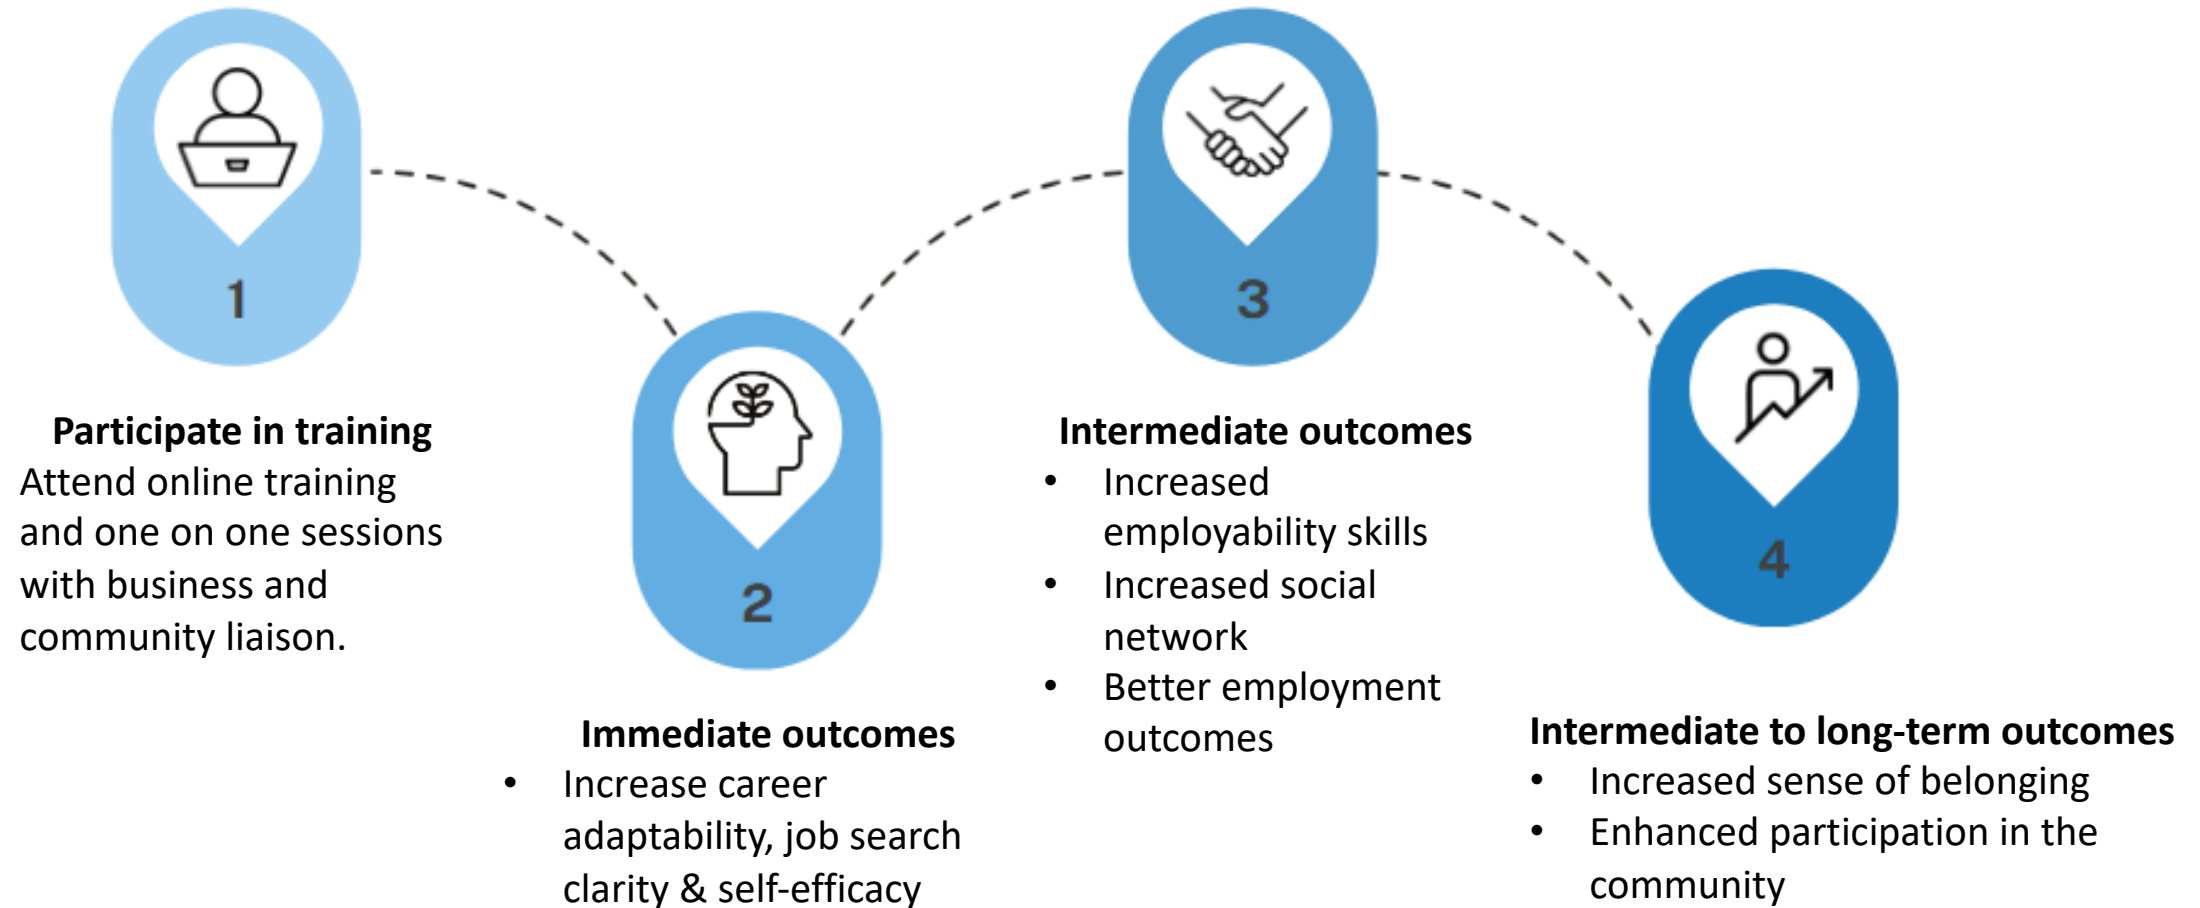 1
Participate in training
Attend online training
and one on one sessions
with business and
community liaison.
2
Immediate outcomes
• Increase career
adaptability, job search
clarity & self-efficacy
3
Intermediate outcomes
• Increased
employability skills
• Increased social
network
• Better employment
outcomes
4
Intermediate to long-term outcomes
• Increased sense of belonging
• Enhanced participation in the
community